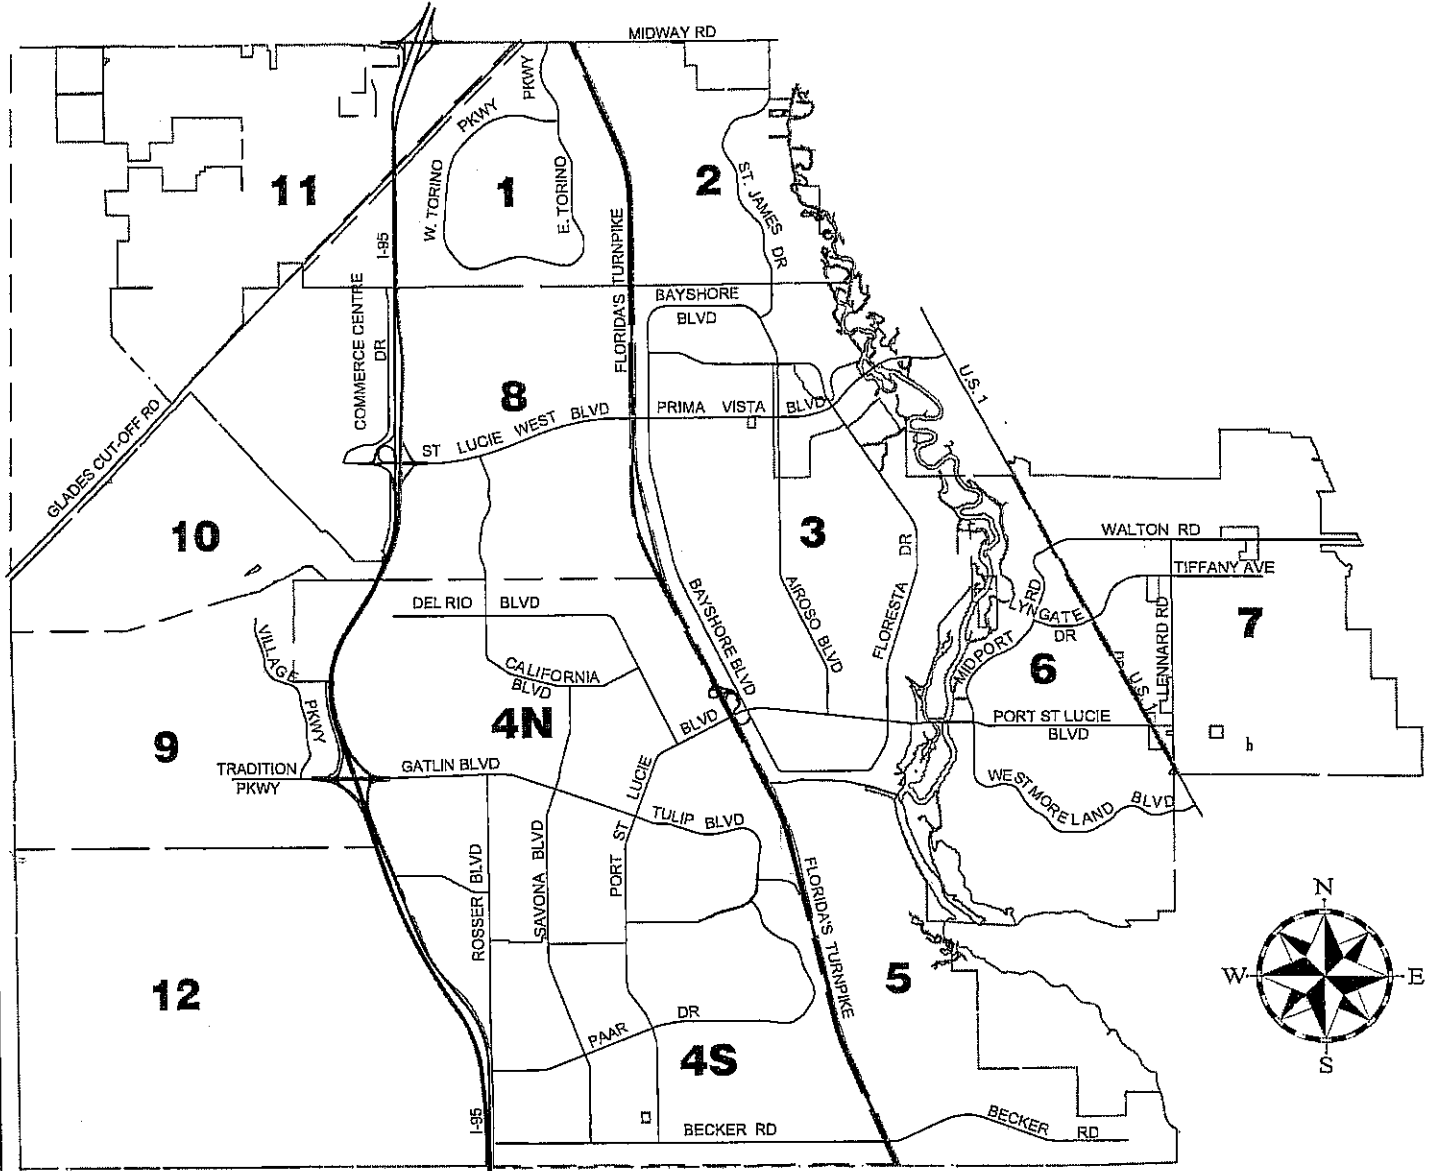 MIDWAY RD
PKWY
PKWY
W. TORINO
E. TORINO
11
1
2
ST. JAMES DR
I-95
FLORIDA'S TURNPIKE
BAYSHORE
BLVD
COMMERCE CENTRE
DR
8
ST LUCIE WEST BLVD
PRIMA VISTA BLVD
U.S. 1
GLADES CUT-OFF RD
10
3
WALTON RD
TIFFANY AVE
DEL RIO BLVD
BAYSHORE BLVD
AIROSO BLVD
FLORESTA DR
MIDPORT RD
LYNGATE
DR
LENNARD RD
7
VILLAGE
PKWY
CALIFORNIA
BLVD
4N
6
U.S. 1
PORT ST LUCIE
BLVD
9
TRADITION
PKWY
GATLIN BLVD
PORT ST LUCIE BLVD
TULIP BLVD
WESTMORELAND BLVD
ROSSER BLVD
SAVONA BLVD
FLORIDA'S TURNPIKE
12
5
PAAR DR
4S
I-95
BECKER RD
BECKER RD
N
W
E
S